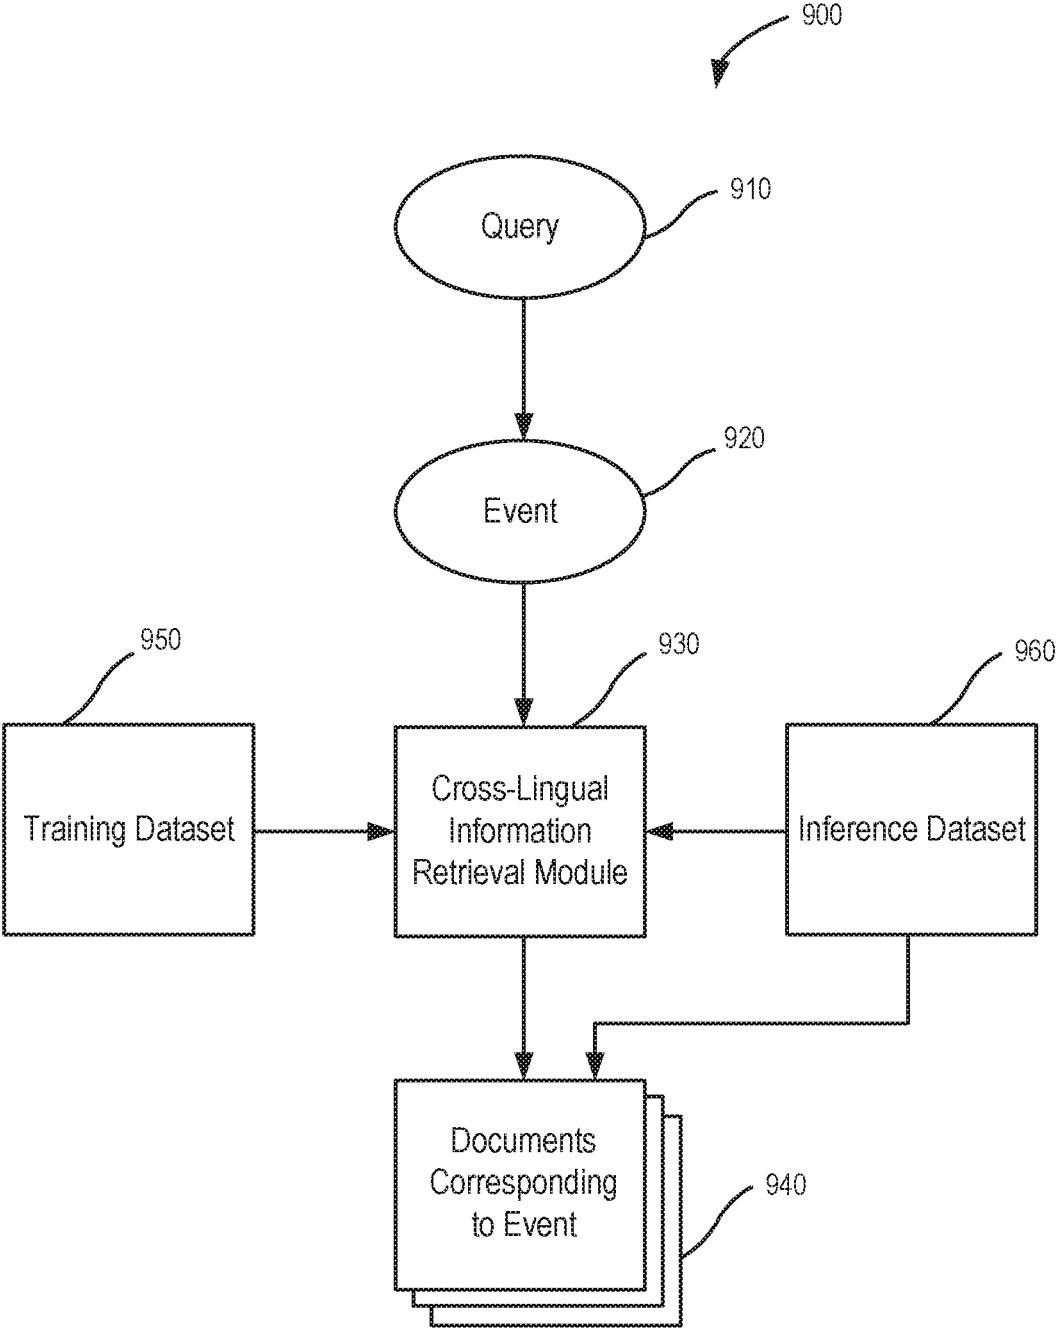 900
910
Query
920
Event
950
930
960
Training Dataset
Cross-Lingual
Information
Retrieval Module
Inference Dataset
Documents
Corresponding
to Event
940